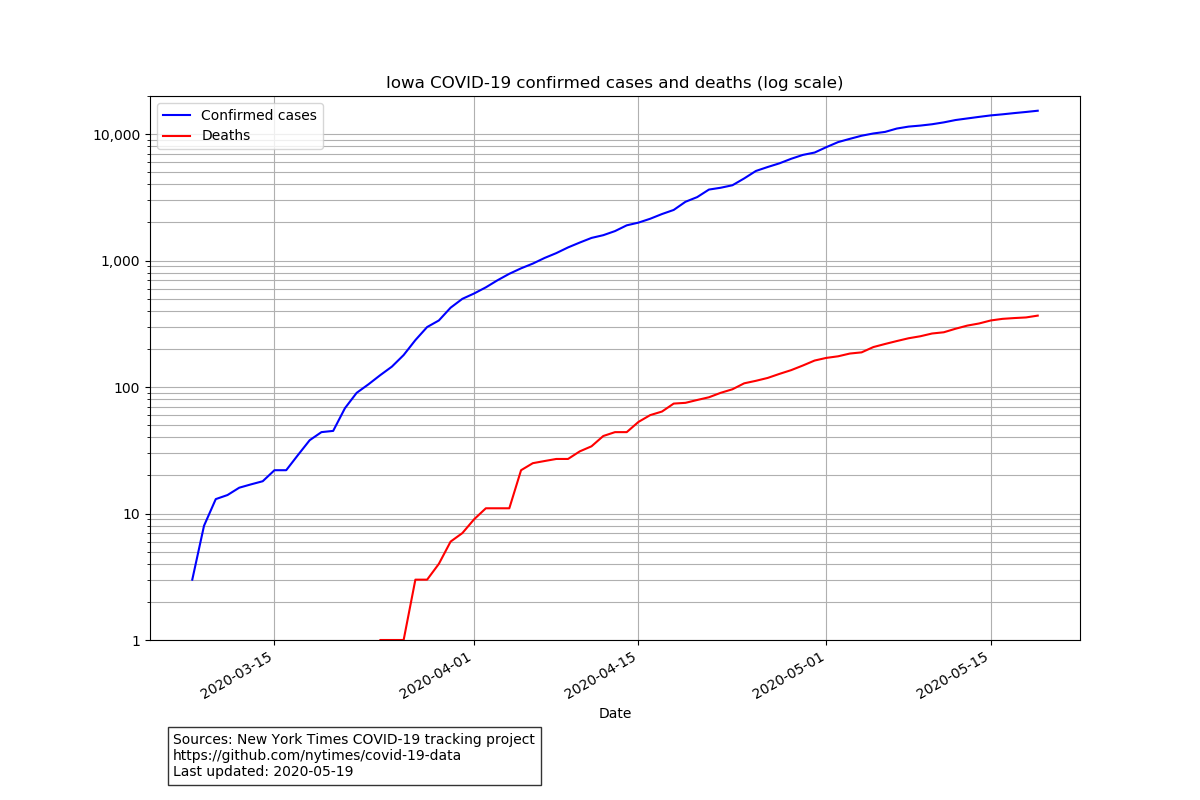 Iowa COVID-19 confirmed cases and deaths (log scale)
Confirmed cases
Deaths
10,000
1,000
100
10
1
2020-03-15
2020-04-01
2020-04-15
2020-05-01
2020-05-15
Date
Sources: New York Times COVID-19 tracking project
https://github.com/nytimes/covid-19-data
Last updated: 2020-05-19